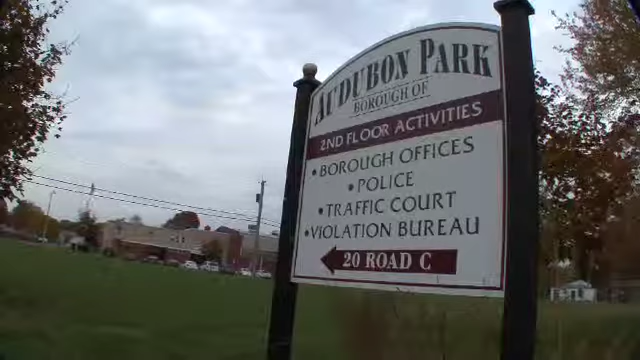 AUDUBON PARK
BOROUGH OF
2ND FLOOR ACTIVITIES
•BOROUGH OFFICES
•POLICE
•TRAFFIC COURT
•VIOLATION BUREAU
20 ROAD C